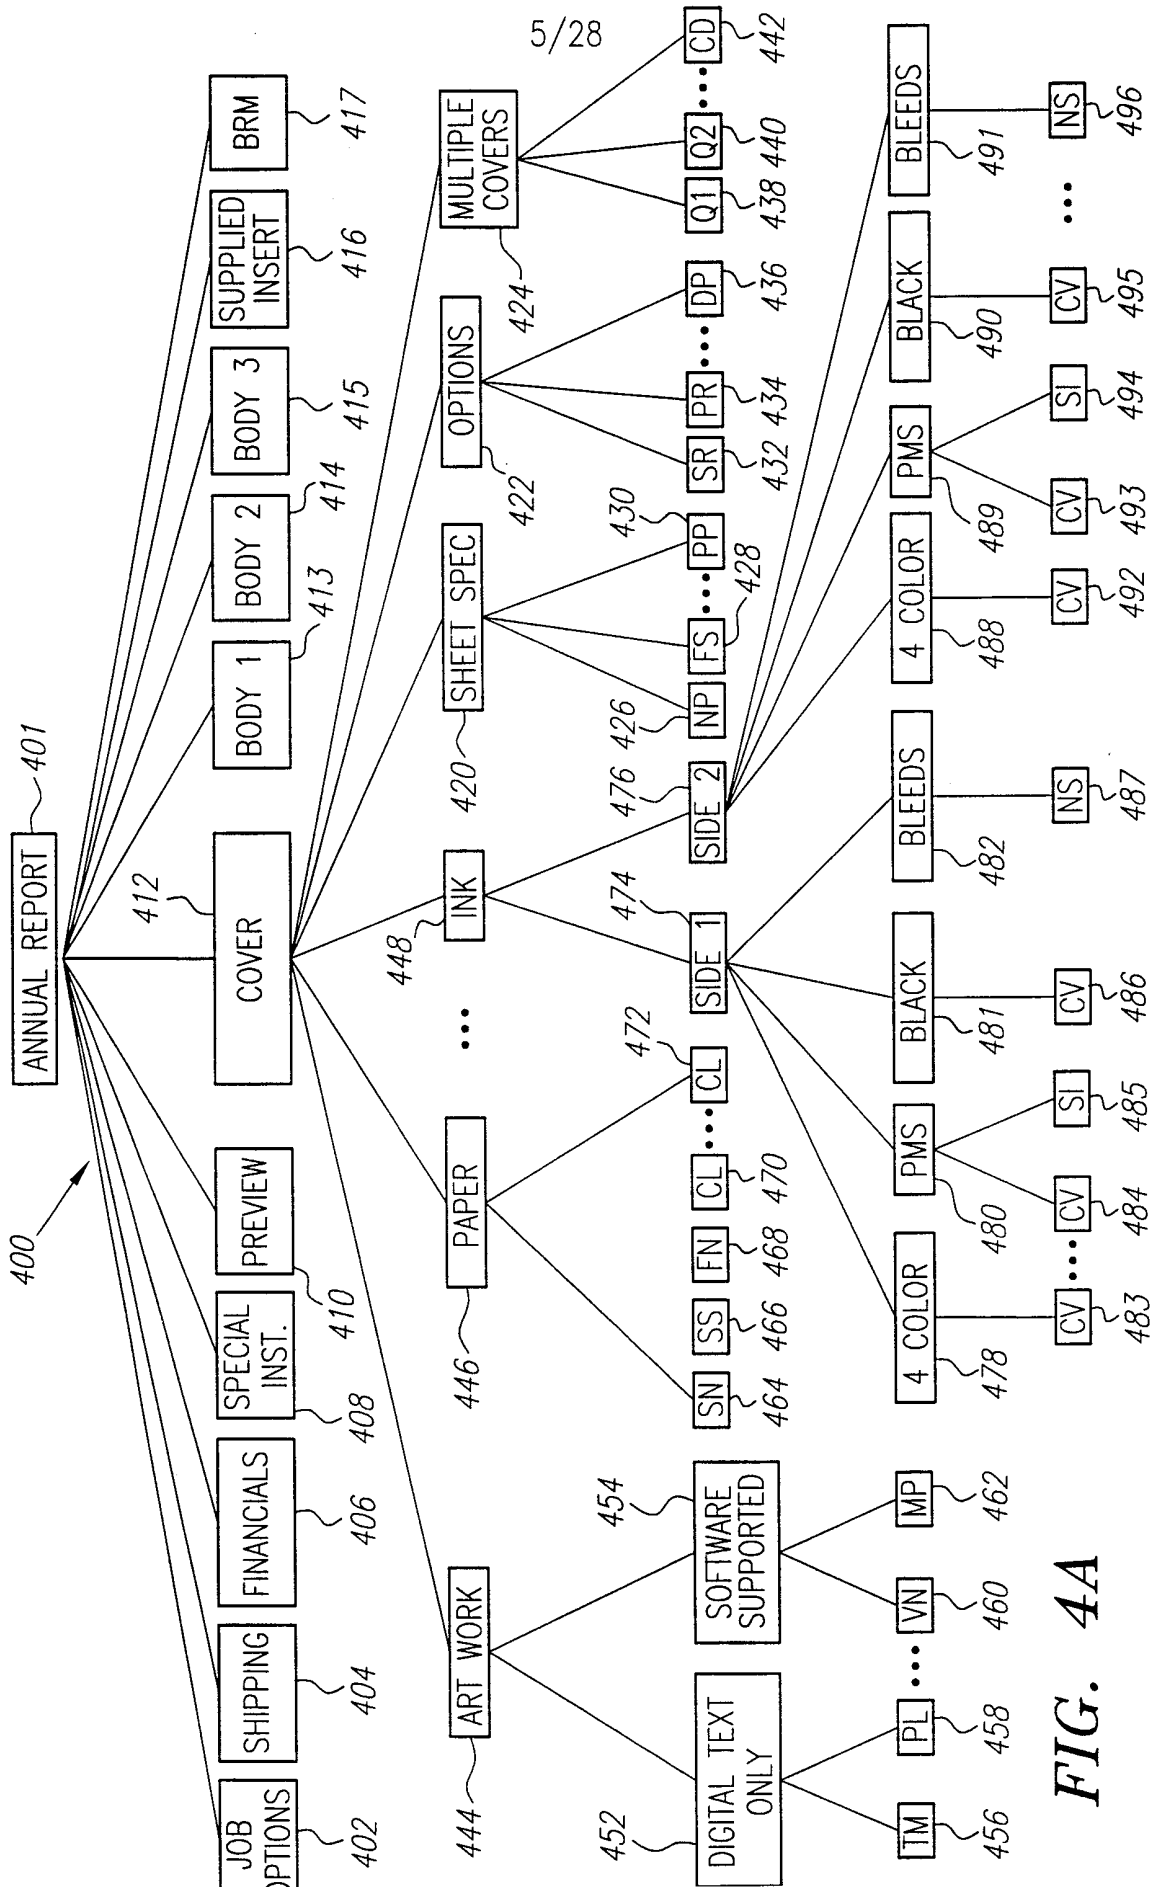 5/28
400
ANNUAL REPORT
401
JOB
OPTIONS
402
SHIPPING
404
FINANCIALS
406
SPECIAL
INST.
408
PREVIEW
410
COVER
412
BODY 1
413
BODY 2
414
BODY 3
415
SUPPLIED
INSERT
416
BRM
417
ART WORK
444
PAPER
446
•••
INK
448
SHEET SPEC
420
OPTIONS
422
MULTIPLE
COVERS
424
DIGITAL TEXT
ONLY
452
SOFTWARE
SUPPORTED
454
SN
464
SS
466
FN
468
CL
470
••••
CL
472
SIDE 1
474
SIDE 2
476
NP
426
FS
428
••••
PP
430
SR
432
PR
434
••••
DP
436
Q1
438
Q2
440
••••
CD
442
TM
456
PL
458
••••
VN
460
MP
462
4 COLOR
478
PMS
480
BLACK
481
BLEEDS
482
4 COLOR
488
PMS
489
BLACK
490
BLEEDS
491
CV
483
••••
CV
484
SI
485
CV
486
NS
487
CV
492
CV
493
SI
494
CV
495
•••
NS
496
FIG. 4A